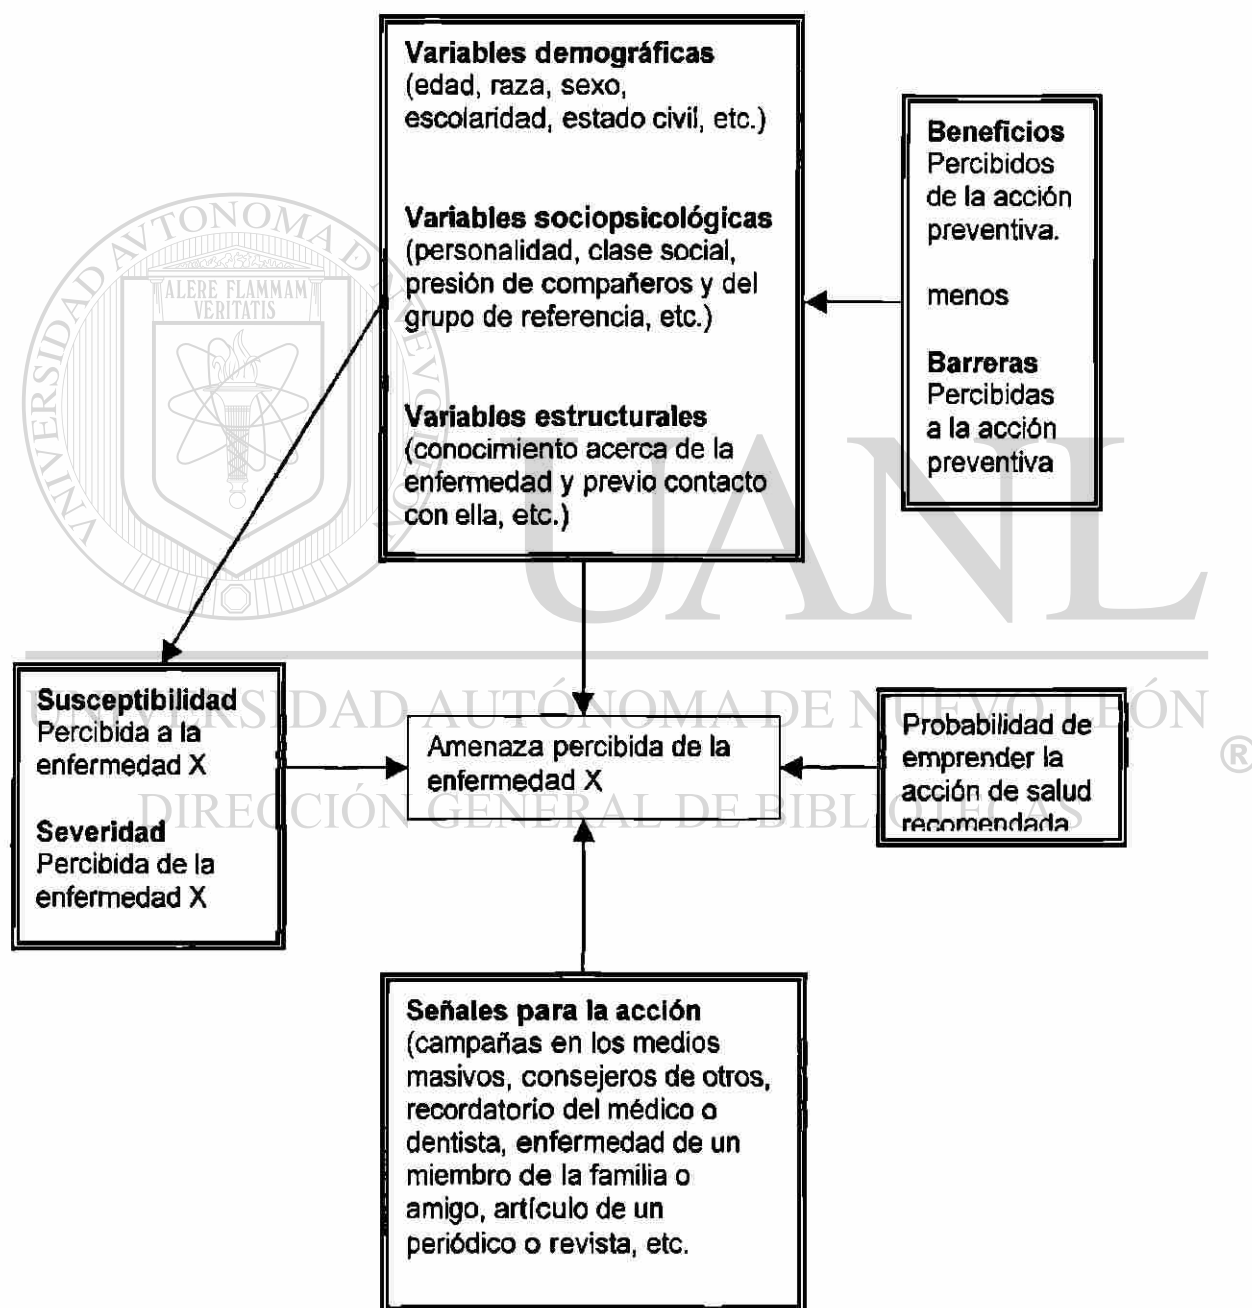 Variables demográficas
(edad, raza, sexo,
escolaridad, estado civil, etc.)
Variables sociopsicológicas
(personalidad, clase social,
presión de compañeros y del
grupo de referencia, etc.)
Variables estructurales
(conocimiento acerca de la
enfermedad y previo contacto
con ella, etc.)
Beneficios
Percibidos
de la acción
preventiva.
menos
Barreras
Percibidas
a la acción
preventiva
Susceptibilidad
Percibida a la
enfermedad X
Severidad
Percibida de la
enfermedad X
Amenaza percibida de la
enfermedad X
Probabilidad de
emprender la
acción de salud
recomendada
Señales para la acción
(campañas en los medios
masivos, consejeros de otros,
recordatorio del médico o
dentista, enfermedad de un
miembro de la familia o
amigo, artículo de un
periódico o revista, etc.
UNIVERSIDAD AUTÓNOMA DE NUEVO LEÓN
®
DIRECCIÓN GENERAL DE BIBLIOTECAS
UANL
VNIVERSIDAD AVTONOMA DE NVEVO LEON
ALERE FLAMMAM
VERITATIS